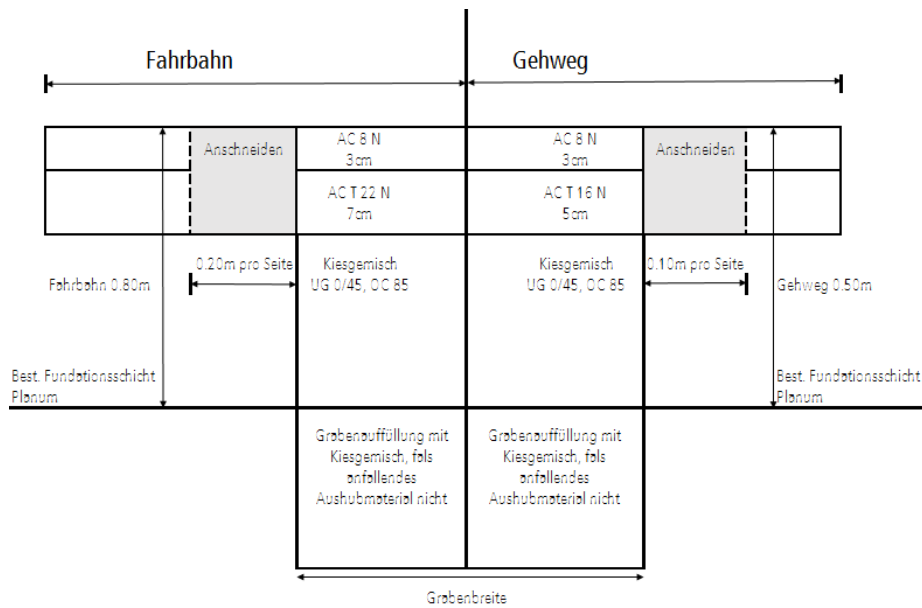 Fahrbahn
Gehweg
Anschneiden
AC 8 N
3cm
AC 8 N
3cm
Anschneiden
AC T 22 N
7cm
AC T 16 N
5cm
0.20m pro Seite
Kiesgemisch
UG 0/45, OC 85
Kiesgemisch
UG 0/45, OC 85
0.10m pro Seite
Fahrbahn 0.80m
Gehweg 0.50m
Best. Fundationsschicht
Planum
Best. Fundationsschicht
Planum
Grabenauffüllung mit
Kiesgemisch, fals
anfallendes
Aushubmaterial nicht
Grabenauffüllung mit
Kiesgemisch, fals
anfallendes
Aushubmaterial nicht
Grabenbreite